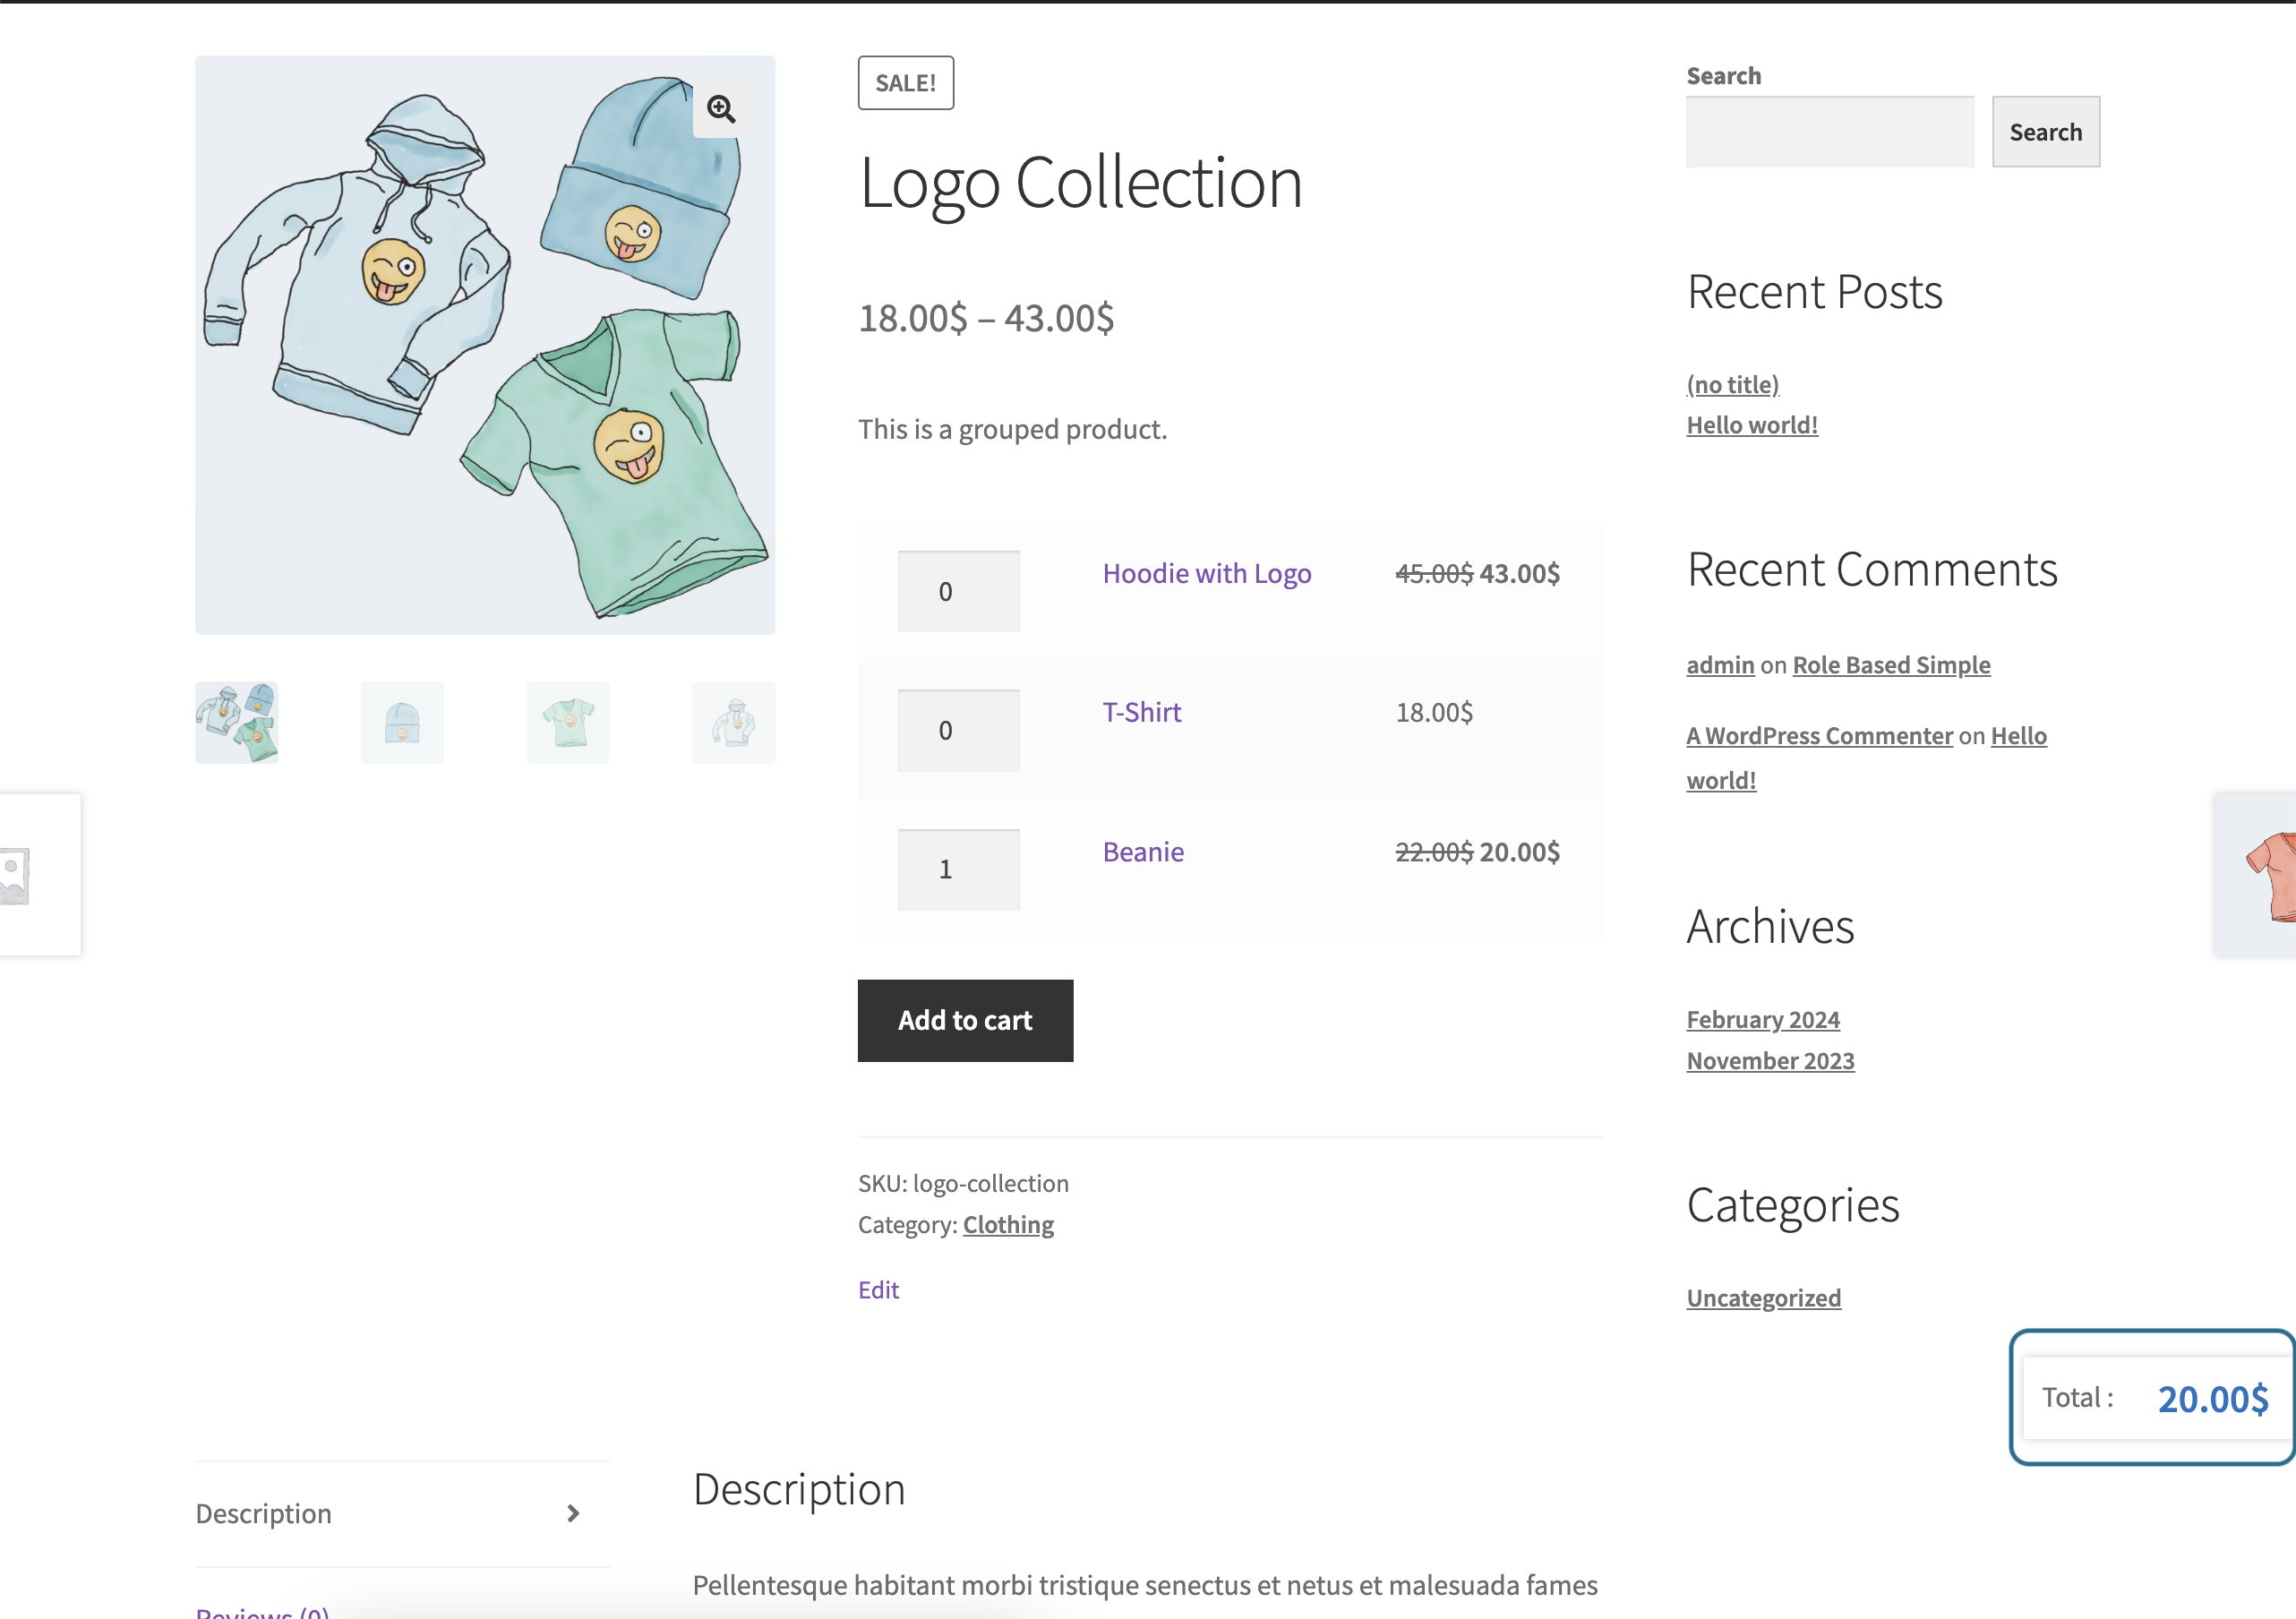 SALE!
Logo Collection
18.00$ – 43.00$
This is a grouped product.
0
Hoodie with Logo
45.00$ 43.00$
0
T-Shirt
18.00$
1
Beanie
22.00$ 20.00$
Add to cart
SKU: logo-collection
Category: Clothing
Edit
Search
Search
Recent Posts
(no title)
Hello world!
Recent Comments
admin on Role Based Simple
A WordPress Commenter on Hello
world!
Archives
February 2024
November 2023
Categories
Uncategorized
Total : 20.00$
Description
Reviews (0)
Description
Pellentesque habitant morbi tristique senectus et netus et malesuada fames